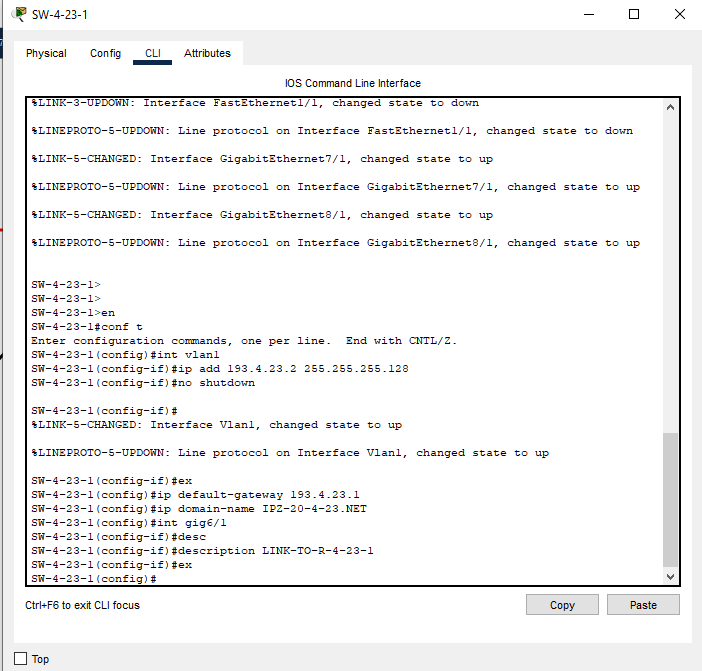 SW-4-23-1
Physical Config CLI Attributes
IOS Command Line Interface
%LINK-3-UPDOWN: Interface FastEthernet1/1, changed state to down
%LINEPROTO-5-UPDOWN: Line protocol on Interface FastEthernet1/1, changed state to down
%LINK-5-CHANGED: Interface GigabitEthernet7/1, changed state to up
%LINEPROTO-5-UPDOWN: Line protocol on Interface GigabitEthernet7/1, changed state to up
%LINK-5-CHANGED: Interface GigabitEthernet8/1, changed state to up
%LINEPROTO-5-UPDOWN: Line protocol on Interface GigabitEthernet8/1, changed state to up
SW-4-23-1>
SW-4-23-1>
SW-4-23-1>en
SW-4-23-1#conf t
Enter configuration commands, one per line.  End with CNTL/Z.
SW-4-23-1(config)#int vlan1
SW-4-23-1(config-if)#ip add 193.4.23.2 255.255.255.128
SW-4-23-1(config-if)#no shutdown
SW-4-23-1(config-if)#
%LINK-5-CHANGED: Interface Vlan1, changed state to up
%LINEPROTO-5-UPDOWN: Line protocol on Interface Vlan1, changed state to up
SW-4-23-1(config-if)#ex
SW-4-23-1(config)#ip default-gateway 193.4.23.1
SW-4-23-1(config)#ip domain-name IPZ-20-4-23.NET
SW-4-23-1(config)#int gig6/1
SW-4-23-1(config-if)#desc
SW-4-23-1(config-if)#description LINK-TO-R-4-23-1
SW-4-23-1(config-if)#ex
SW-4-23-1(config)#
Ctrl+F6 to exit CLI focus
Copy Paste
Top